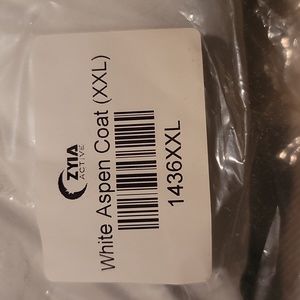 ZYIA
ACTIVE
White Aspen Coat (XXL)
1436XXL